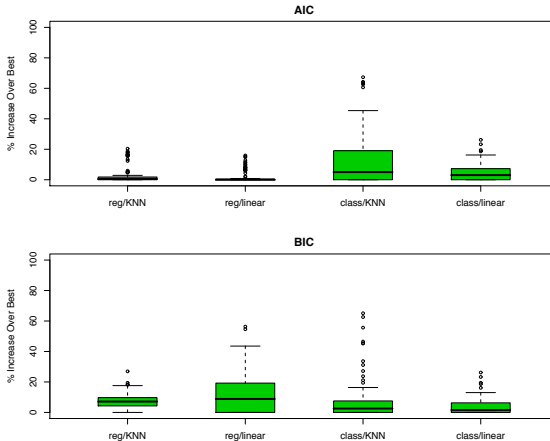 AIC
% Increase Over Best
100
80
60
40
20
0
reg/KNN reg/linear class/KNN class/linear
BIC
% Increase Over Best
100
80
60
40
20
0
reg/KNN reg/linear class/KNN class/linear